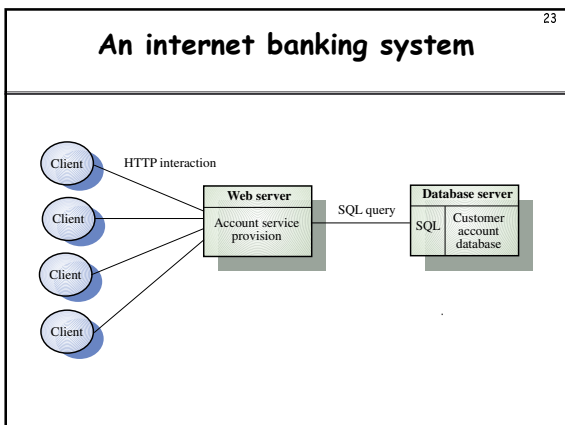 23
An internet banking system
Client
HTTP interaction
Client
Client
Client
Web server
Account service
provision
SQL query
Database server
SQL
Customer
account
database